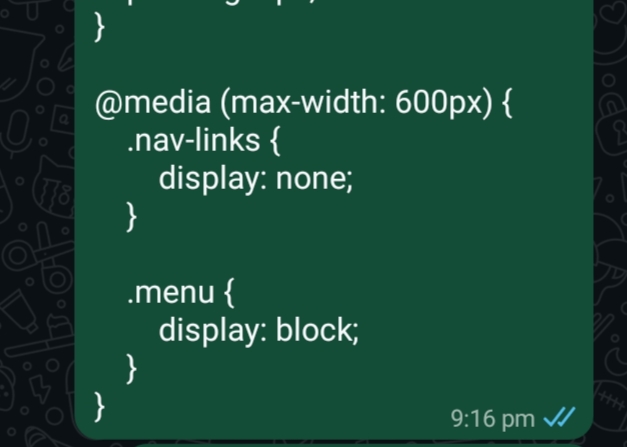 }

@media (max-width: 600px) {
    .nav-links {
        display: none;
    }

    .menu {
        display: block;
    }
}
9:16 pm